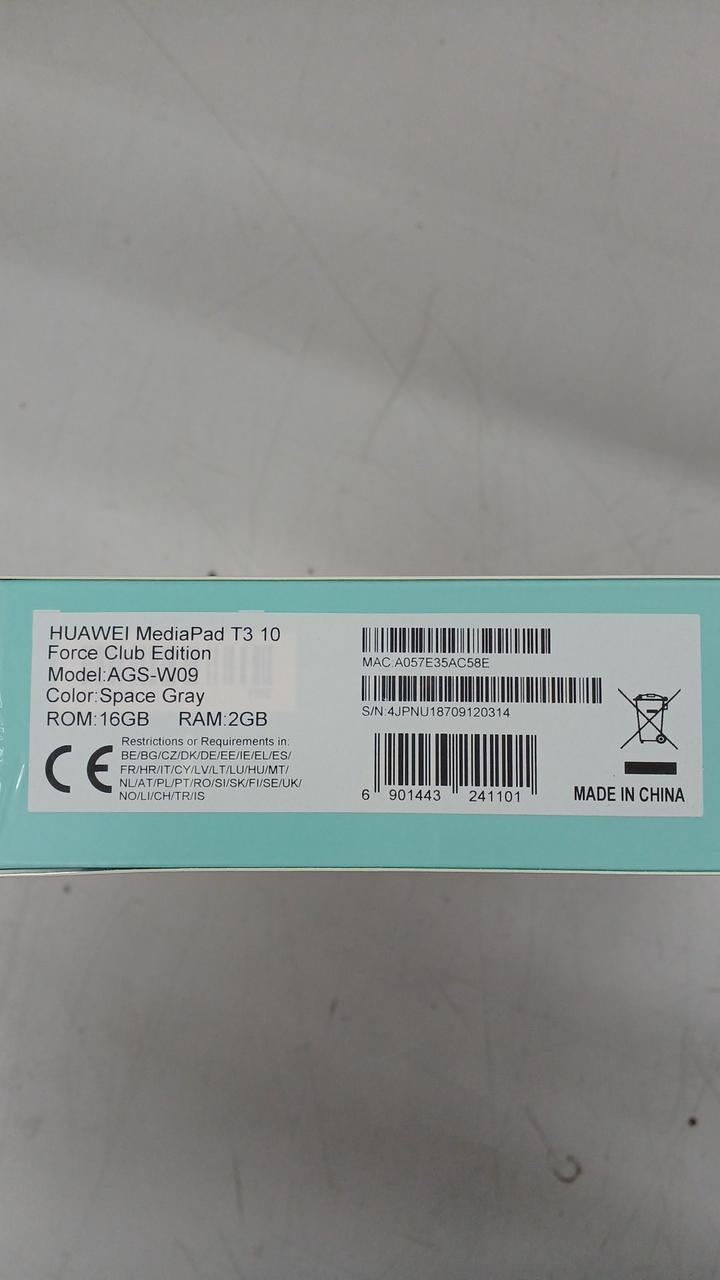 HUAWEI MediaPad T3 10
Force Club Edition
Model:AGS-W09
Color:Space Gray
ROM:16GB RAM:2GB
CE
Restrictions or Requirements in:
BE/BG/CZ/DK/DE/EE/IE/EL/ES/
FR/HR/IT/CY/LV/LT/LU/HU/MT/
NL/AT/PL/PT/RO/SI/SK/FI/SE/UK/
NO/LI/CH/TR/IS
MAC:A057E35AC58E
S/N:4JPNU18709120314
6 901443 241101
MADE IN CHINA